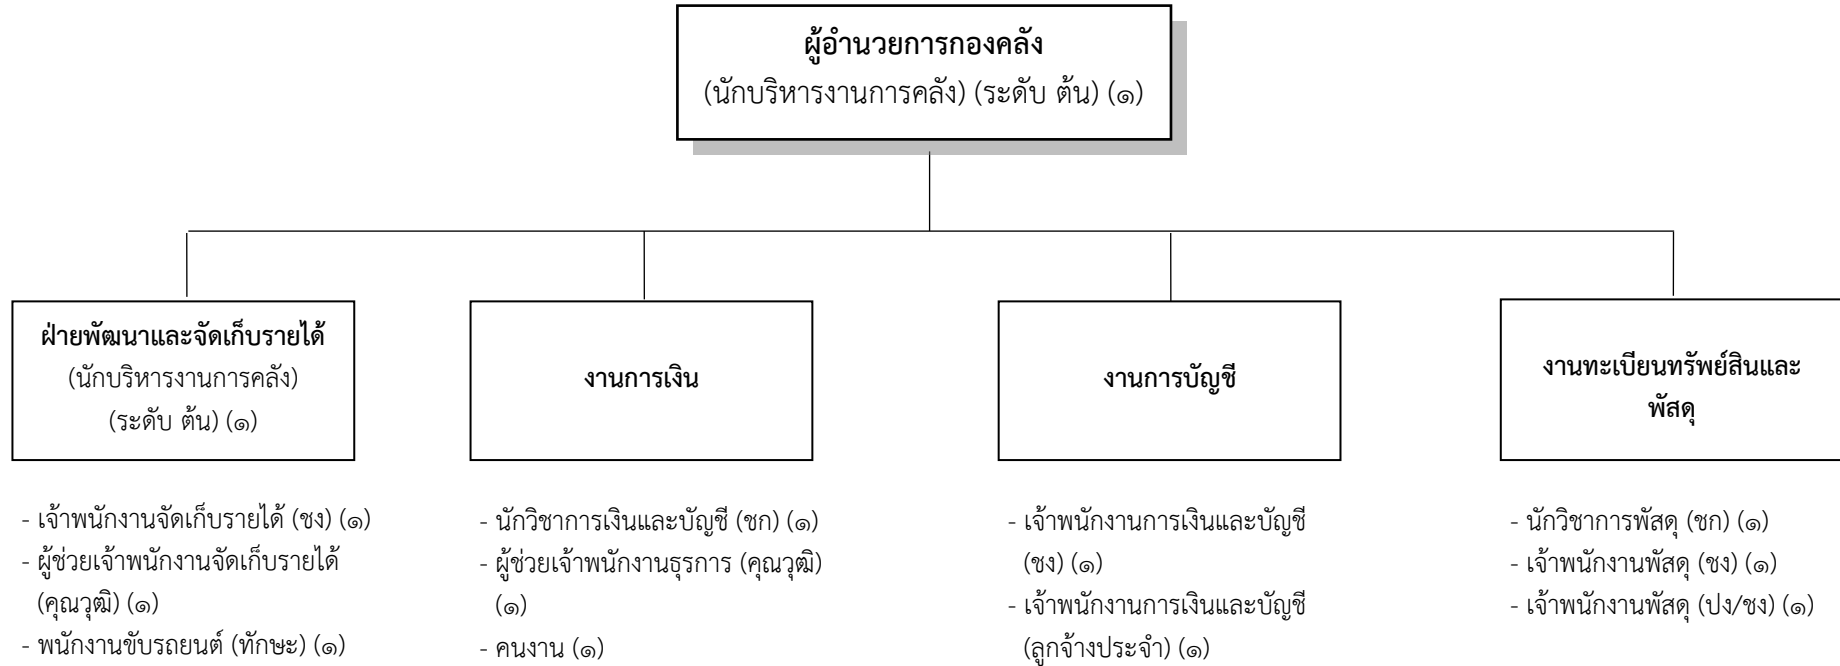 ผู้อำนวยการกองคลัง
(นักบริหารงานการคลัง) (ระดับ ต้น) (๑)
ฝ่ายพัฒนาและจัดเก็บรายได้
(นักบริหารงานการคลัง)
(ระดับ ต้น) (๑)
งานการเงิน
งานการบัญชี
งานทะเบียนทรัพย์สินและ
พัสดุ
- เจ้าพนักงานจัดเก็บรายได้ (ชง) (๑)
- ผู้ช่วยเจ้าพนักงานจัดเก็บรายได้
(คุณวุฒิ) (๑)
- พนักงานขับรถยนต์ (ทักษะ) (๑)
- นักวิชาการเงินและบัญชี (ชก) (๑)
- ผู้ช่วยเจ้าพนักงานธุรการ (คุณวุฒิ)
(๑)
- คนงาน (๑)
- เจ้าพนักงานการเงินและบัญชี
(ชง) (๑)
- เจ้าพนักงานการเงินและบัญชี
(ลูกจ้างประจำ) (๑)
- นักวิชาการพัสดุ (ชก) (๑)
- เจ้าพนักงานพัสดุ (ชง) (๑)
- เจ้าพนักงานพัสดุ (ปง/ชง) (๑)